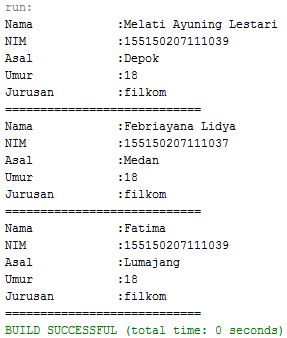 run:
Nama :Melati Ayuning Lestari
NIM :155150207111039
Asal :Depok
Umur :18
Jurusan :filkom
============================
Nama :Febriayana Lidya
NIM :155150207111037
Asal :Medan
Umur :18
Jurusan :filkom
============================
Nama :Fatima
NIM :155150207111039
Asal :Lumajang
Umur :18
Jurusan :filkom
============================
BUILD SUCCESSFUL (total time: 0 seconds)